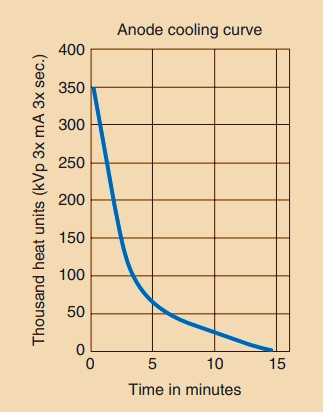 Anode cooling curve
Thousand heat units (kVp 3x mA 3x sec.)
400
350
300
250
200
150
100
50
0
0 5 10 15
Time in minutes